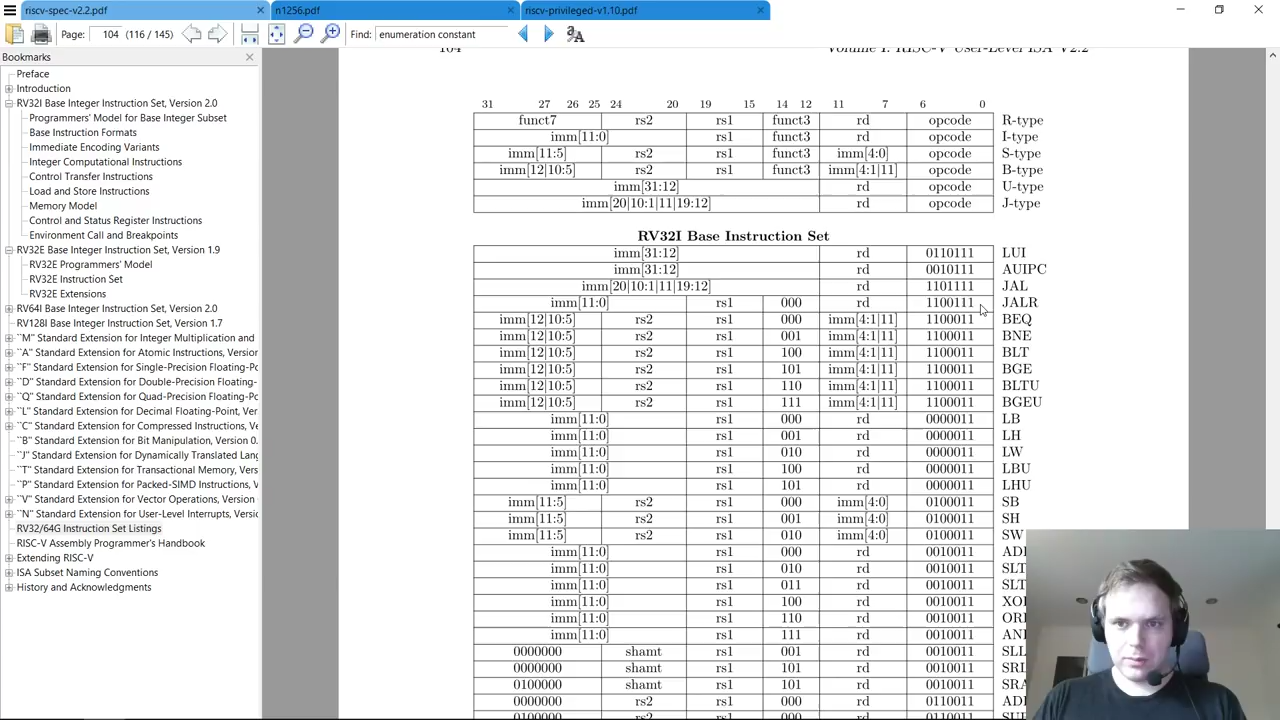 riscv-spec-v2.2.pdf n1256.pdf riscv-privileged-v1.10.pdf
Page: 104 (116 / 145) Find: enumeration constant
Bookmarks
Preface
Introduction
RV32I Base Integer Instruction Set, Version 2.0
Programmers' Model for Base Integer Subset
Base Instruction Formats
Immediate Encoding Variants
Integer Computational Instructions
Control Transfer Instructions
Load and Store Instructions
Memory Model
Control and Status Register Instructions
Environment Call and Breakpoints
RV32E Base Integer Instruction Set, Version 1.9
RV32E Programmers' Model
RV32E Instruction Set
RV32E Extensions
RV64I Base Integer Instruction Set, Version 2.0
RV128I Base Integer Instruction Set, Version 1.7
``M'' Standard Extension for Integer Multiplication and
``A'' Standard Extension for Atomic Instructions, Version
``F'' Standard Extension for Single-Precision Floating-Po
``D'' Standard Extension for Double-Precision Floating-
``Q'' Standard Extension for Quad-Precision Floating-Po
``L'' Standard Extension for Decimal Floating-Point, Ver
``C'' Standard Extension for Compressed Instructions, Ve
``B'' Standard Extension for Bit Manipulation, Version 0.
``J'' Standard Extension for Dynamically Translated Lang
``T'' Standard Extension for Transactional Memory, Vers
``P'' Standard Extension for Packed-SIMD Instructions, V
``V'' Standard Extension for Vector Operations, Version
``N'' Standard Extension for User-Level Interrupts, Versio
RV32/64G Instruction Set Listings
RISC-V Assembly Programmer's Handbook
Extending RISC-V
ISA Subset Naming Conventions
History and Acknowledgments
104 Volume I: RISC-V User-Level ISA V2.2
31 27 26 25 24 20 19 15 14 12 11 7 6 0
funct7 rs2 rs1 funct3 rd opcode R-type
imm[11:0] rs1 funct3 rd opcode I-type
imm[11:5] rs2 rs1 funct3 imm[4:0] opcode S-type
imm[12|10:5] rs2 rs1 funct3 imm[4:1|11] opcode B-type
imm[31:12] rd opcode U-type
imm[20|10:1|11|19:12] rd opcode J-type
RV32I Base Instruction Set
imm[31:12] rd 0110111 LUI
imm[31:12] rd 0010111 AUIPC
imm[20|10:1|11|19:12] rd 1101111 JAL
imm[11:0] rs1 000 rd 1100111 JALR
imm[12|10:5] rs2 rs1 000 imm[4:1|11] 1100011 BEQ
imm[12|10:5] rs2 rs1 001 imm[4:1|11] 1100011 BNE
imm[12|10:5] rs2 rs1 100 imm[4:1|11] 1100011 BLT
imm[12|10:5] rs2 rs1 101 imm[4:1|11] 1100011 BGE
imm[12|10:5] rs2 rs1 110 imm[4:1|11] 1100011 BLTU
imm[12|10:5] rs2 rs1 111 imm[4:1|11] 1100011 BGEU
imm[11:0] rs1 000 rd 0000011 LB
imm[11:0] rs1 001 rd 0000011 LH
imm[11:0] rs1 010 rd 0000011 LW
imm[11:0] rs1 100 rd 0000011 LBU
imm[11:0] rs1 101 rd 0000011 LHU
imm[11:5] rs2 rs1 000 imm[4:0] 0100011 SB
imm[11:5] rs2 rs1 001 imm[4:0] 0100011 SH
imm[11:5] rs2 rs1 010 imm[4:0] 0100011 SW
imm[11:0] rs1 000 rd 0010011
imm[11:0] rs1 010 rd 0010011 SLT
imm[11:0] rs1 011 rd 0010011 SLT
imm[11:0] rs1 100 rd 0010011
imm[11:0] rs1 110 rd 0010011
imm[11:0] rs1 111 rd 0010011
0000000 shamt rs1 001 rd 0010011 SLL
0000000 shamt rs1 101 rd 0010011
0100000 shamt rs1 101 rd 0010011
0000000 rs2 rs1 000 rd 0110011
0100000 rs2 rs1 000 rd 0110011